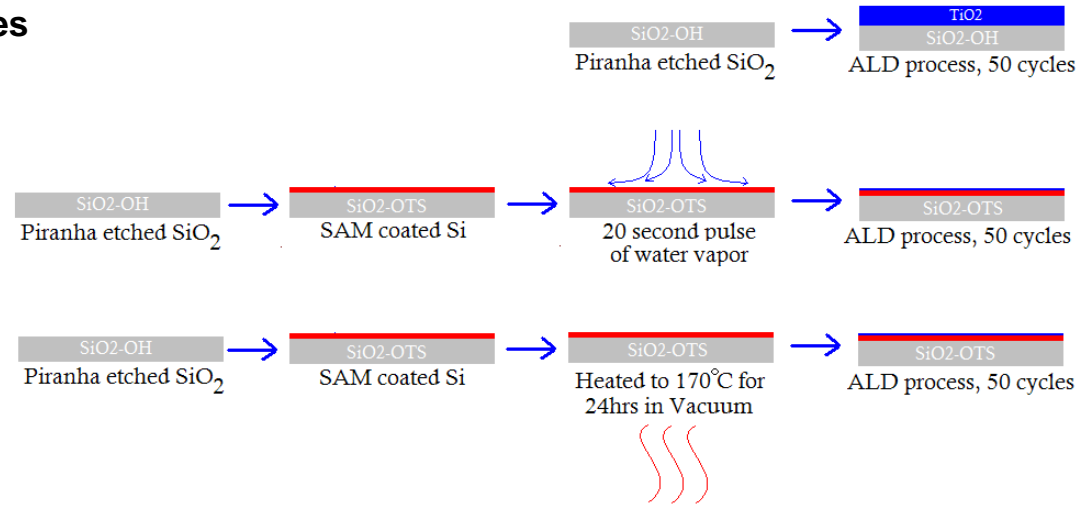 es
TiO2
SiO2-OH
SiO2-OH
Piranha etched SiO2
ALD process, 50 cycles
SiO2-OH
SiO2-OTS
SiO2-OTS
SiO2-OTS
Piranha etched SiO2
SAM coated Si
20 second pulse
of water vapor
ALD process, 50 cycles
SiO2-OH
SiO2-OTS
SiO2-OTS
SiO2-OTS
Piranha etched SiO2
SAM coated Si
Heated to 170°C for
24hrs in Vacuum
ALD process, 50 cycles